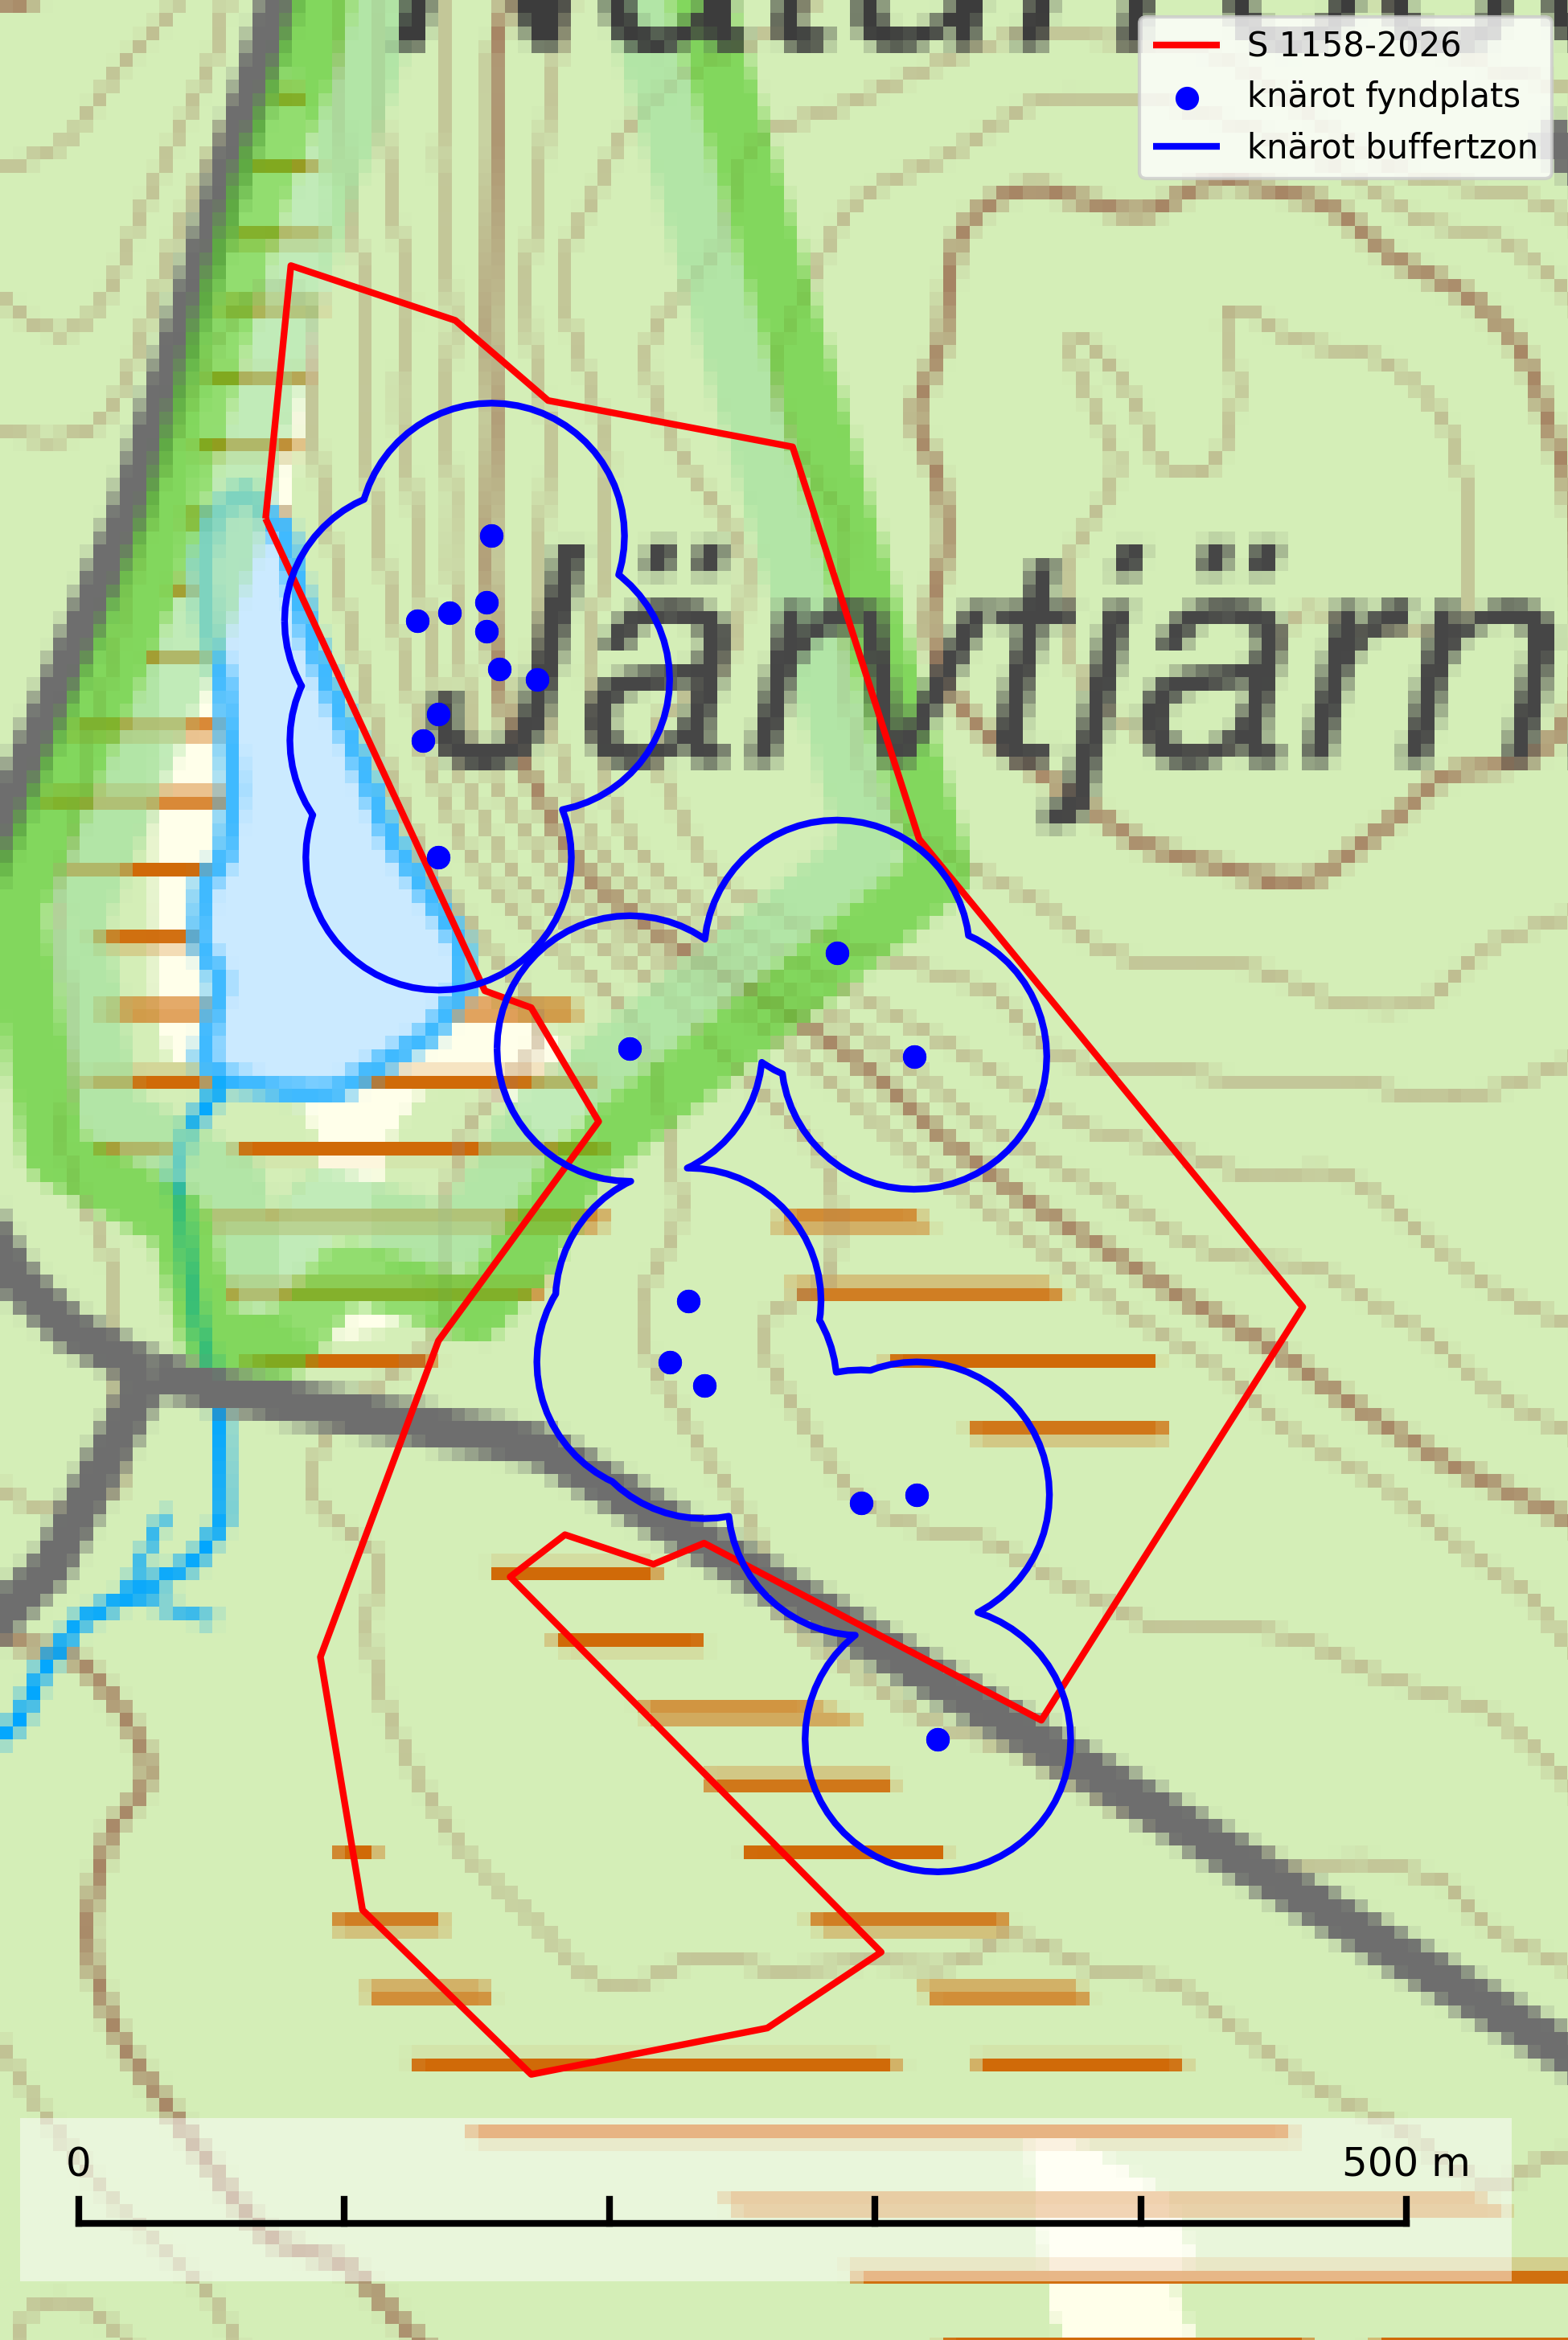 S 1158-2026
knärot fyndplats
knärot buffertzon
Järvtjärn
0 500 m